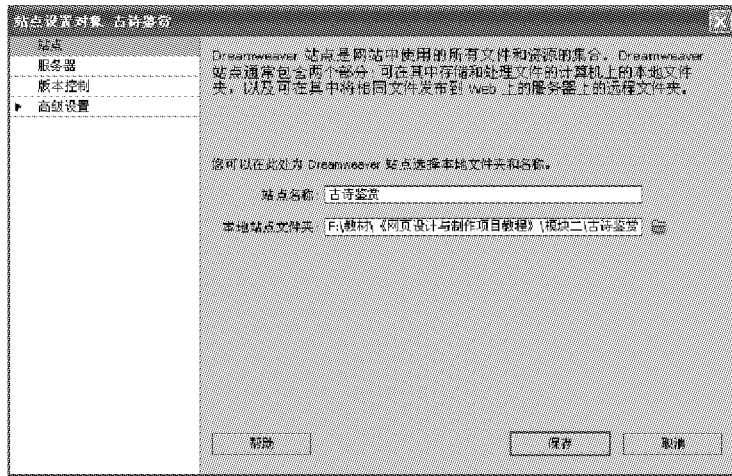 站点设置对象 古诗鉴赏
站点
服务器
版本控制
高级设置
Dreamweaver 站点是网站中使用的所有文件和资源的集合。Dreamweaver
站点通常包含两个部分：可在其中存储和处理文件的计算机上的本地文件
夹，以及可在其中将相同文件发布到 Web 上的服务器上的远程文件夹。
您可以在此处为 Dreamweaver 站点选择本地文件夹和名称。
站点名称: 古诗鉴赏
本地站点文件夹: F:\教材\《网页设计与制作项目教程》\模块二\古诗鉴赏
帮助
保存
取消